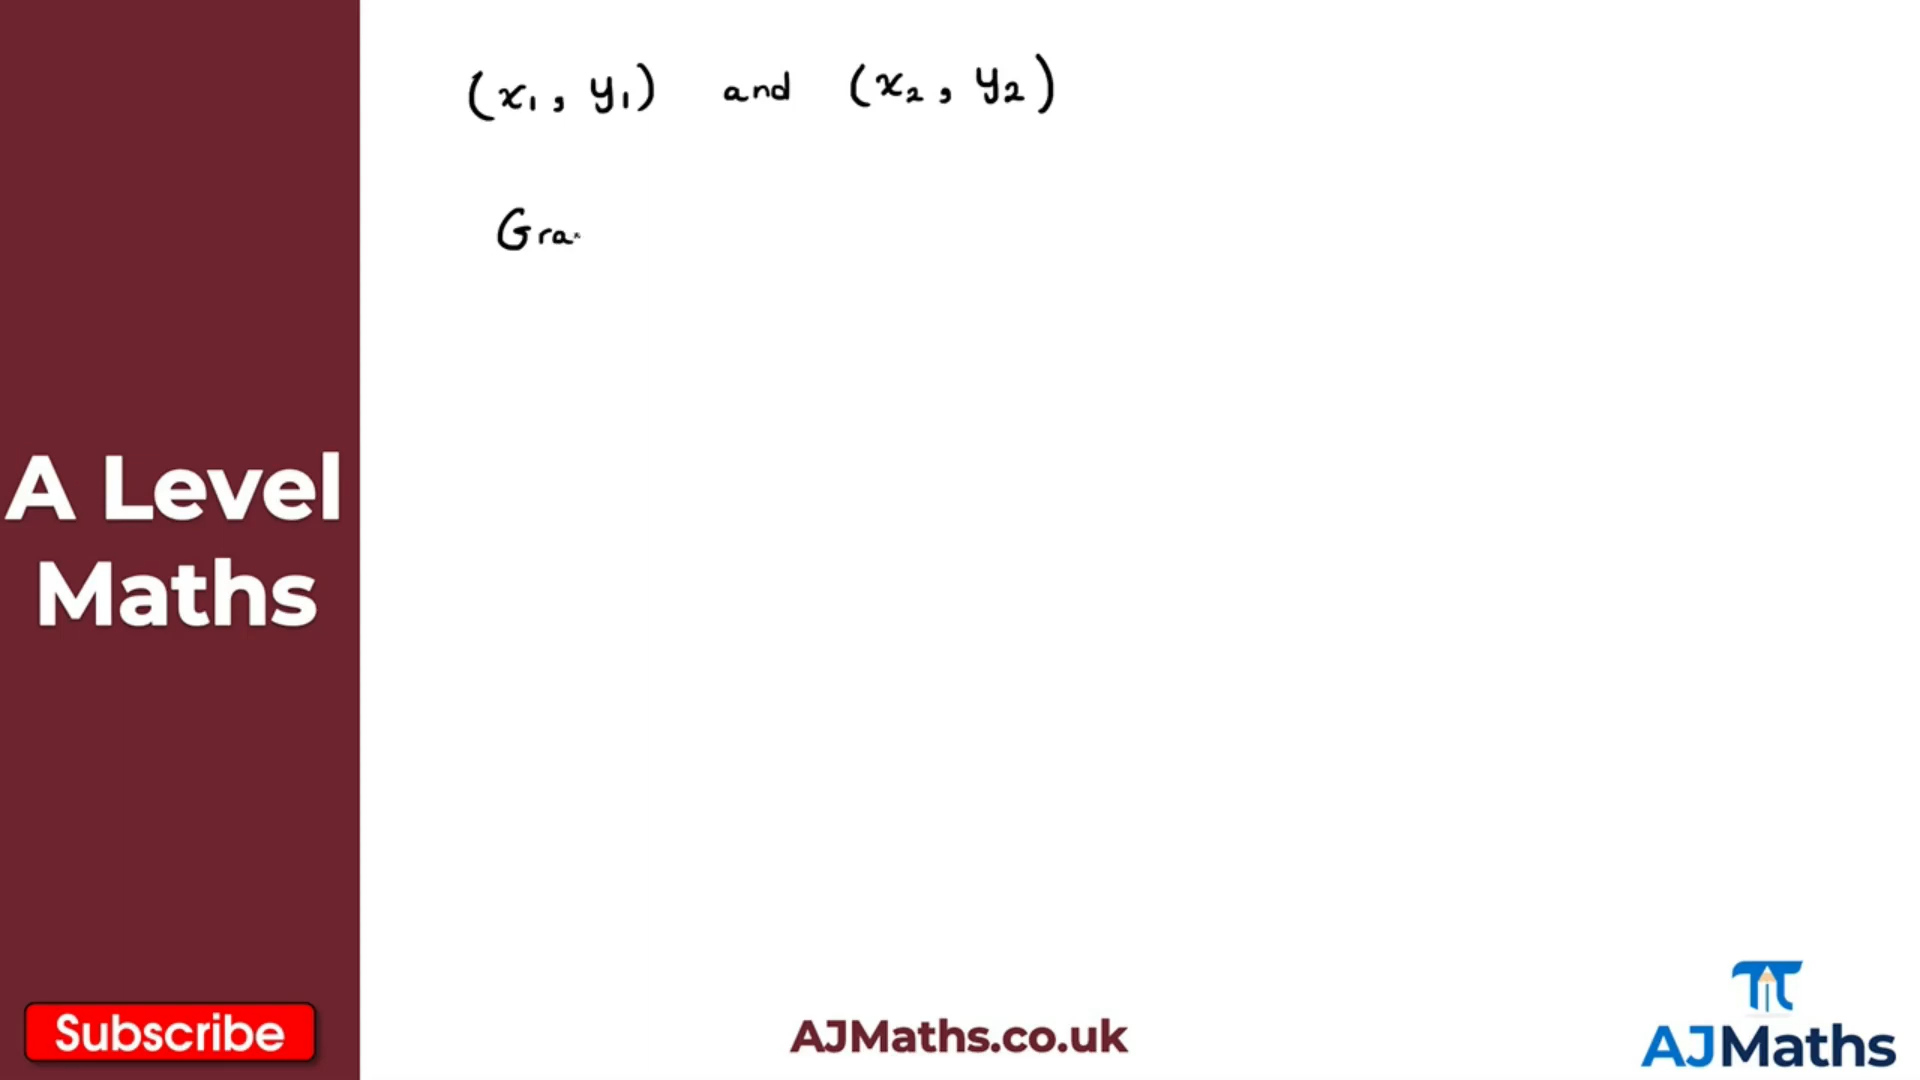 (x₁, y₁) and (x₂, y₂)
Gra
A Level
Maths
Subscribe
AJMaths.co.uk
AJMaths